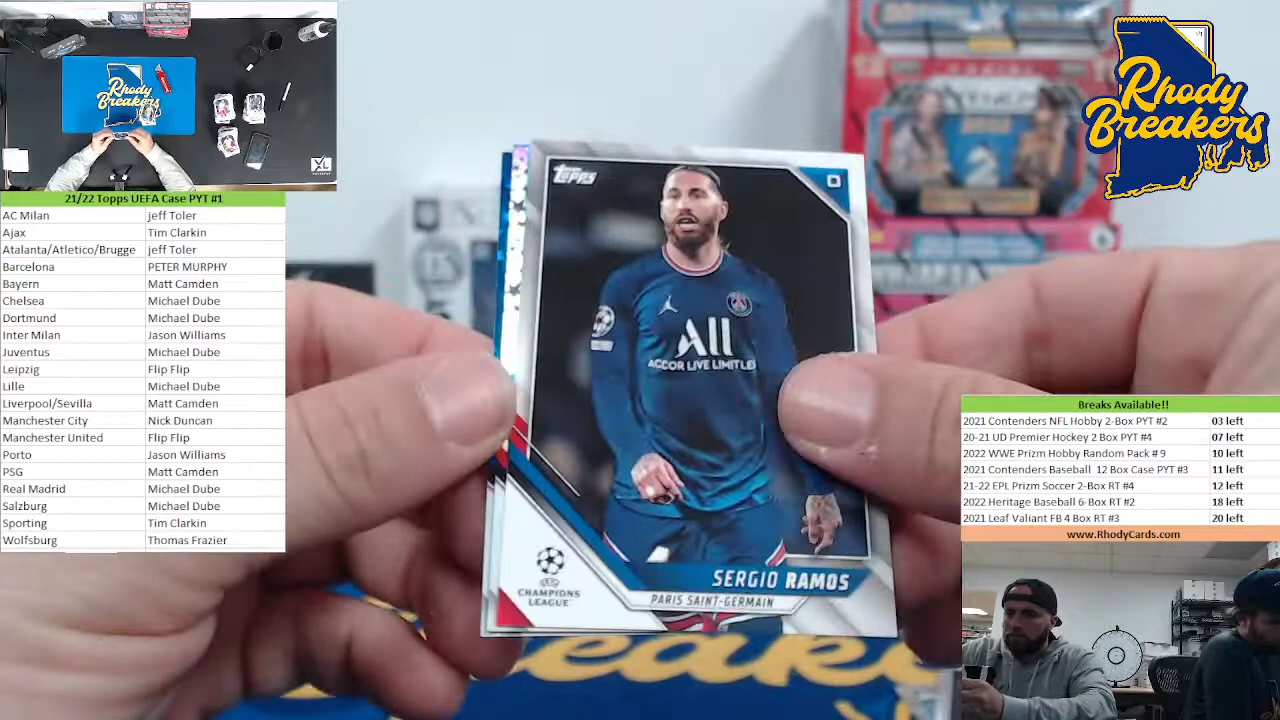 Rhody
Breakers
XL
21/22 Topps UEFA Case PYT #1
AC Milan jeff Toler
Ajax Tim Clarkin
Atalanta/Atletico/Brugge jeff Toler
Barcelona PETER MURPHY
Bayern Matt Camden
Chelsea Michael Dube
Dortmund Michael Dube
Inter Milan Jason Williams
Juventus Michael Dube
Leipzig Flip Flip
Lille Michael Dube
Liverpool/Sevilla Matt Camden
Manchester City Nick Duncan
Manchester United Flip Flip
Porto Jason Williams
PSG Matt Camden
Real Madrid Michael Dube
Salzburg Michael Dube
Sporting Tim Clarkin
Wolfsburg Thomas Frazier
Topps
ALL
ACCOR LIVE LIMITLES
SERGIO RAMOS
PARIS SAINT-GERMAIN
CHAMPIONS
LEAGUE
Rhody
Breakers
Breakers Available!!
2021 Contenders NFL Hobby 2-Box PYT #2 03 left
20-21 UD Premier Hockey 2 Box PYT #4 07 left
2022 WWE Prizm Hobby Random Pack # 9 10 left
2021 Contenders Baseball 12 Box Case PYT #3 11 left
21-22 EPL Prizm Soccer 2-Box RT #4 12 left
2022 Heritage Baseball 6-Box RT #2 18 left
2021 Leaf Valiant FB 4 Box RT #3 20 left
www.RhodyCards.com